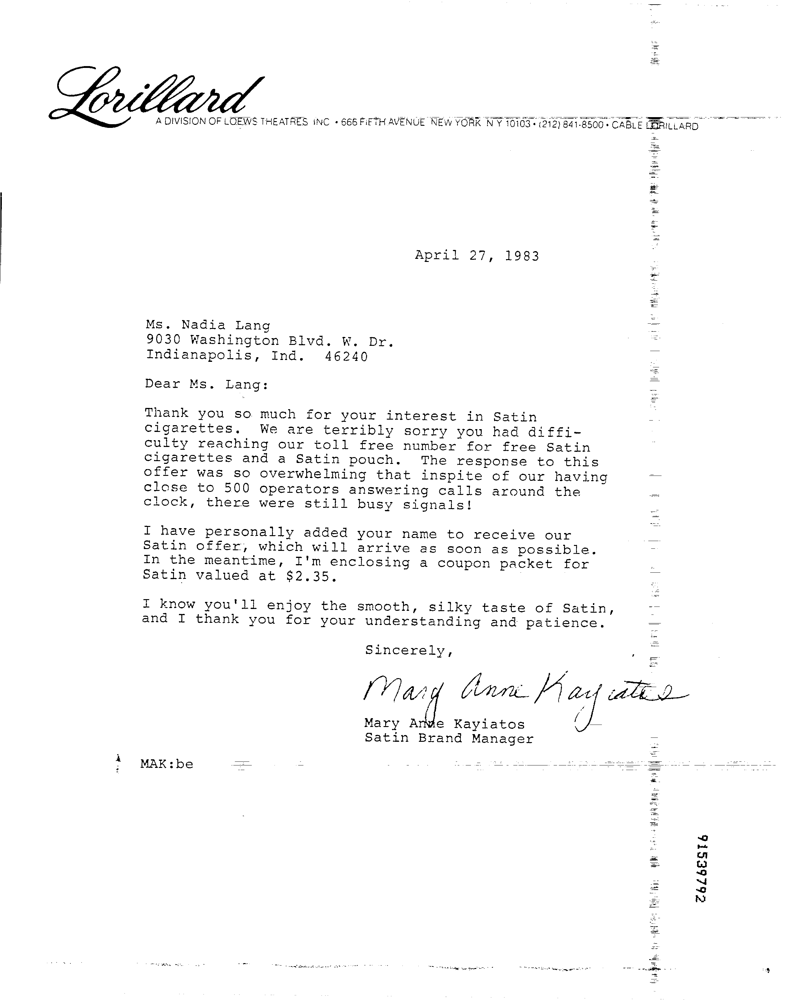 Lorillard
A DIVISION OF LOEWS THEATRES INC • 666 FIFTH AVENUE NEW YORK N Y 10103 • (212) 841-8500 • CABLE LORILLARD
April 27, 1983
Ms. Nadia Lang
9030 Washington Blvd. W. Dr.
Indianapolis, Ind. 46240
Dear Ms. Lang:
Thank you so much for your interest in Satin
cigarettes. We are terribly sorry you had diffi-
culty reaching our toll free number for free Satin
cigarettes and a Satin pouch. The response to this
offer was so overwhelming that inspite of our having
close to 500 operators answering calls around the
clock, there were still busy signals!
I have personally added your name to receive our
Satin offer, which will arrive as soon as possible.
In the meantime, I'm enclosing a coupon packet for
Satin valued at $2.35.
I know you'll enjoy the smooth, silky taste of Satin,
and I thank you for your understanding and patience.
Sincerely,
Mary Anne Kayiatos
Mary Anne Kayiatos
Satin Brand Manager
MAK:be
91539792